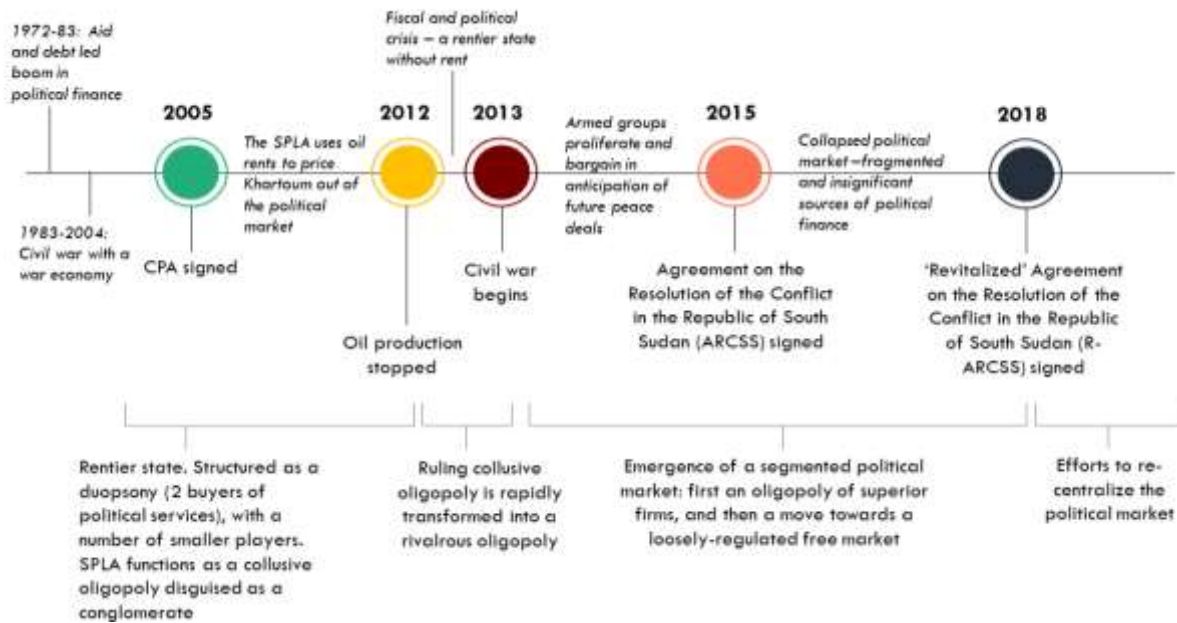 1972-83: Aid
and debt led
boom in
political finance
1983-2004:
Civil war with a
war economy
2005
CPA signed
The SPLA uses oil
rents to price
Khartoum out of
the political
market
2012
Oil production
stopped
Fiscal and political
crisis – a rentier state
without rent
2013
Civil war
begins
Armed groups
proliferate and
bargain in
anticipation of
future peace
deals
2015
Agreement on the
Resolution of the Conflict
in the Republic of South
Sudan (ARCSS) signed
Collapsed political
market –fragmented
and insignificant
sources of political
finance
2018
'Revitalized' Agreement
on the Resolution of the
Conflict in the Republic
of South Sudan (R-
ARCSS) signed
Rentier state. Structured as a
duopsony (2 buyers of
political services), with a
number of smaller players.
SPLA functions as a collusive
oligopoly disguised as a
conglomerate
Ruling collusive
oligopoly is rapidly
transformed into a
rivalrous oligopoly
Emergence of a segmented political
market: first an oligopoly of superior
firms, and then a move towards a
loosely-regulated free market
Efforts to re-
centralize the
political market